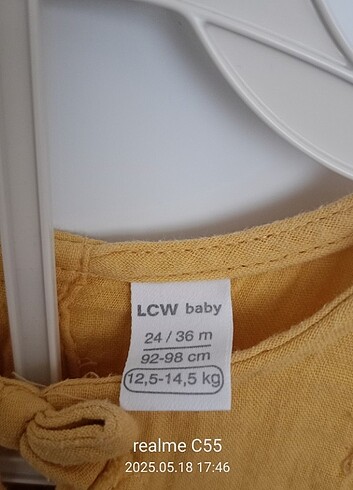 LCW baby
24 / 36 m
92-98 cm
12,5-14,5 kg
realme C55
2025.05.18 17:46